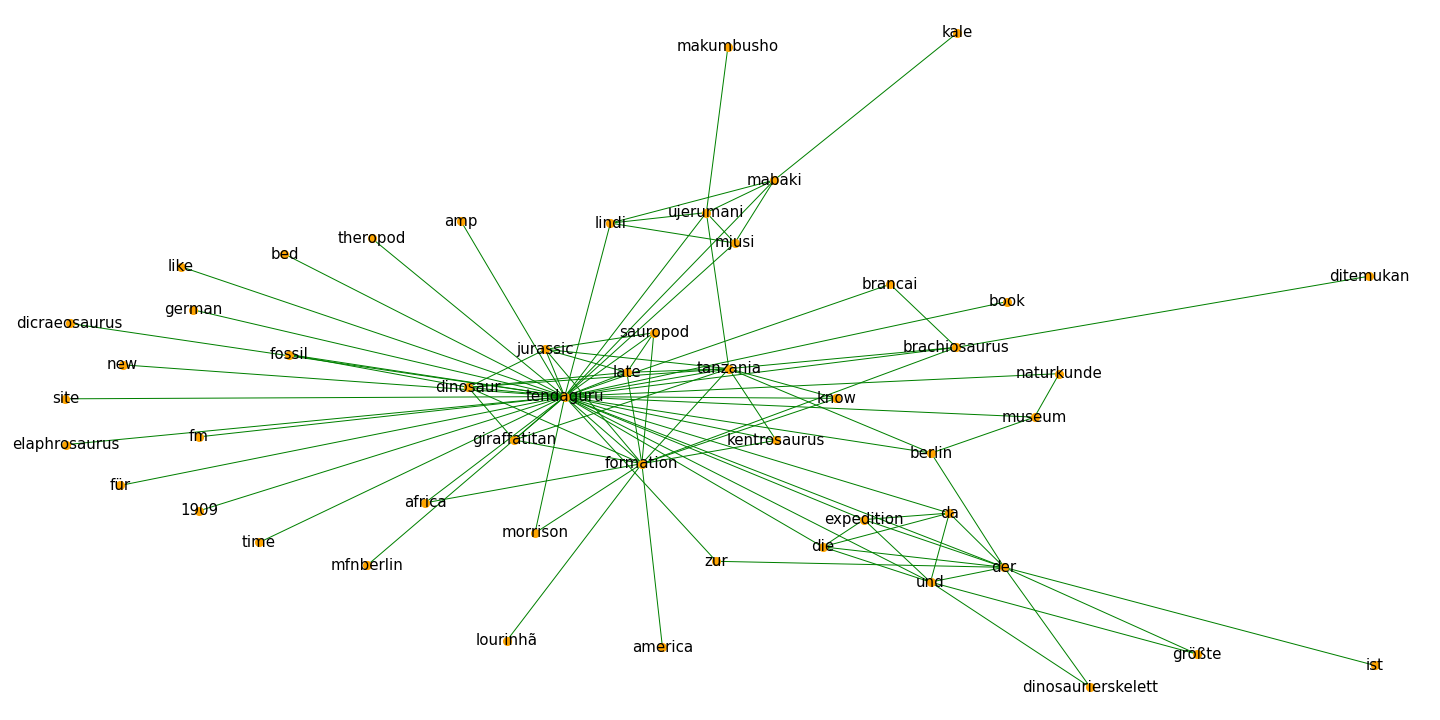 kale
makumbusho
mabaki
ujerumani
amp
lindi
theropod
mjusi
bed
like
ditemukan
brancai
book
german
dicraeosaurus
sauropod
brachiosaurus
jurassic
fossil
new
tanzania
late
naturkunde
dinosaur
tendaguru
know
site
museum
fm
giraffatitan
kentrosaurus
elaphrosaurus
berlin
formation
für
africa
1909
da
expedition
morrison
time
die
zur
mfnberlin
der
und
lourinhã
america
größte
ist
dinosaurierskelett